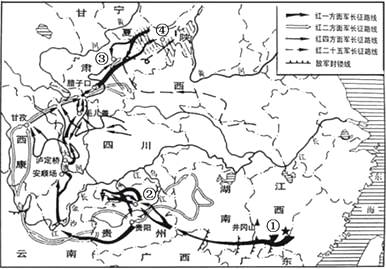 甘
宁
夏
④
陕
红一方面军长征路线
红二方面军长征路线
红四方面军长征路线
红二十五军长征路线
敌军封锁线
③
肃
腊子口
西
甘孜
毛儿盖
西康
四川
泸定桥
安顺场
湖
南
江
西
②
①
井冈山
贵阳
贵
州
云
南
广西
广
东
东
海